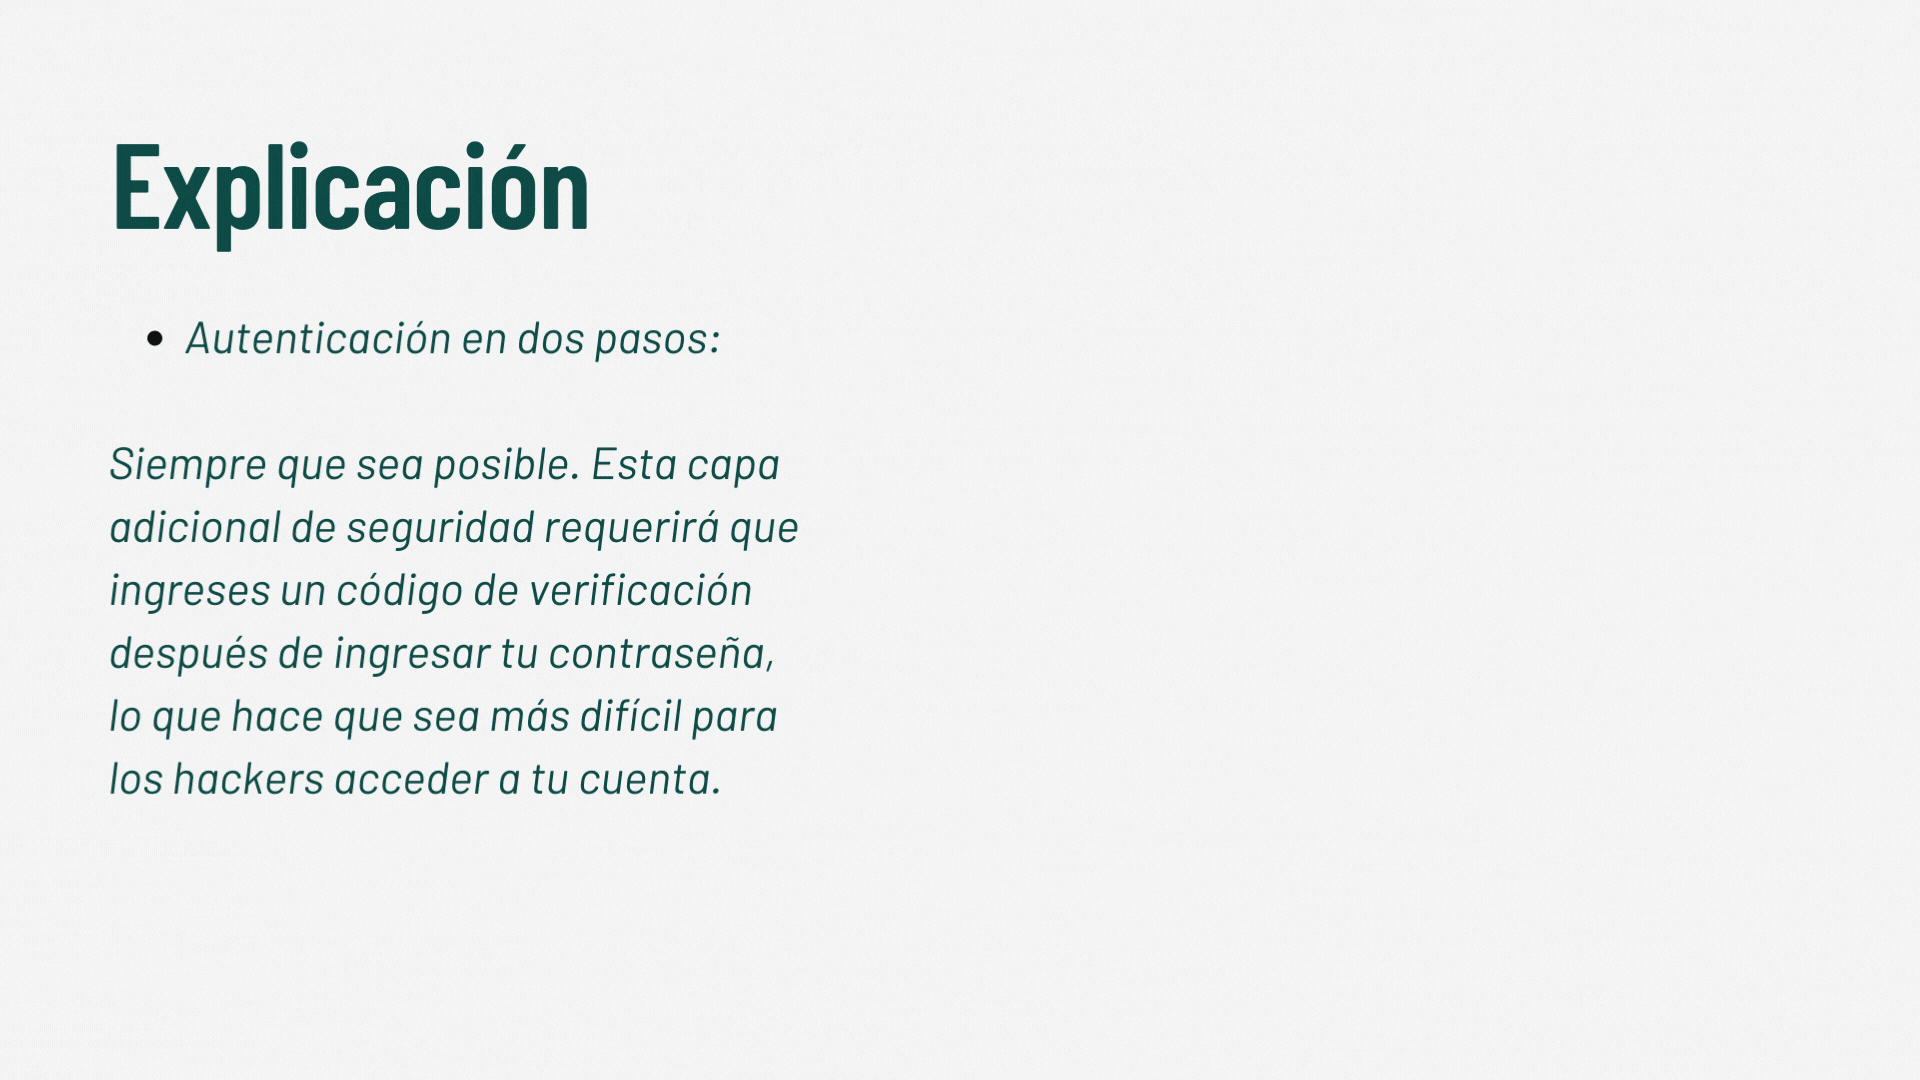 Explicación
• Autenticación en dos pasos:
Siempre que sea posible. Esta capa
adicional de seguridad requerirá que
ingreses un código de verificación
después de ingresar tu contraseña,
lo que hace que sea más difícil para
los hackers acceder a tu cuenta.